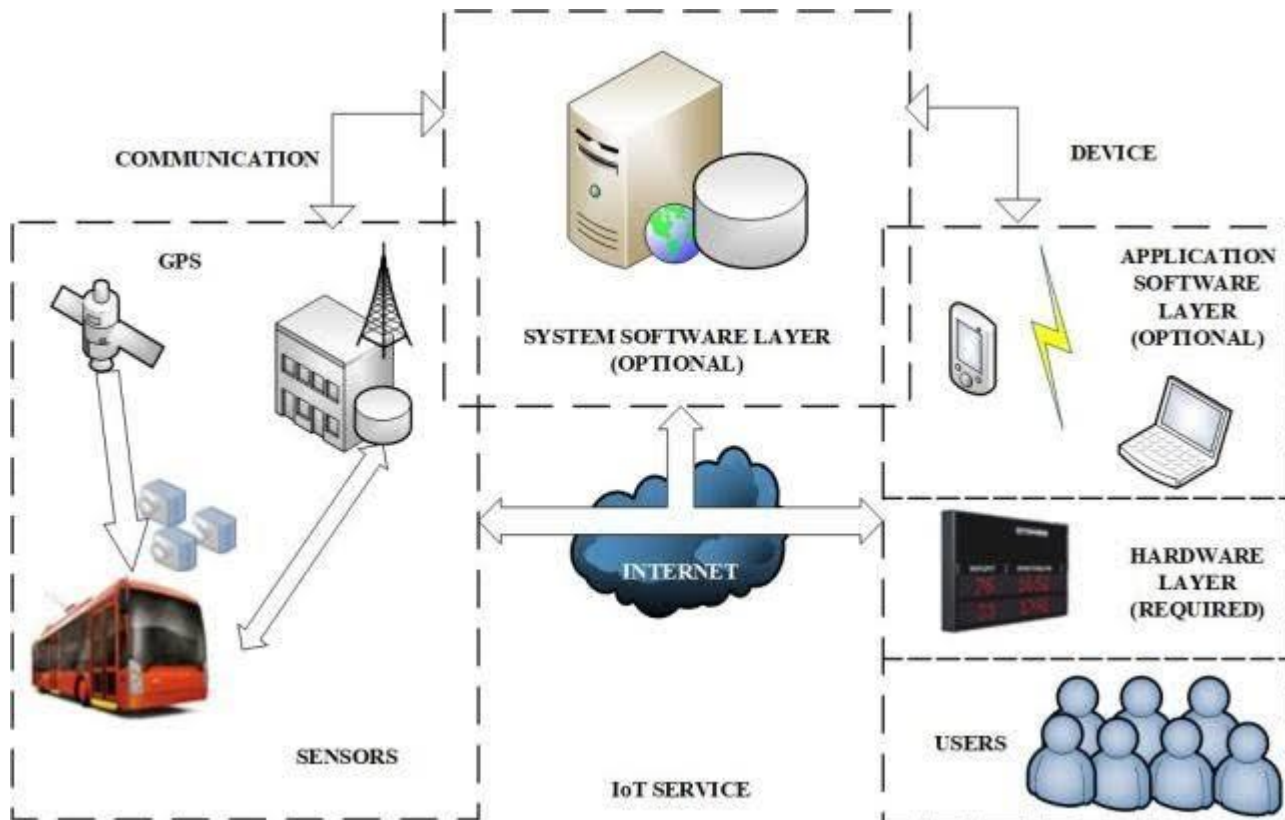 COMMUNICATION
DEVICE
GPS
SYSTEM SOFTWARE LAYER
(OPTIONAL)
APPLICATION
SOFTWARE
LAYER
(OPTIONAL)
INTERNET
HARDWARE
LAYER
(REQUIRED)
SENSORS
IoT SERVICE
USERS